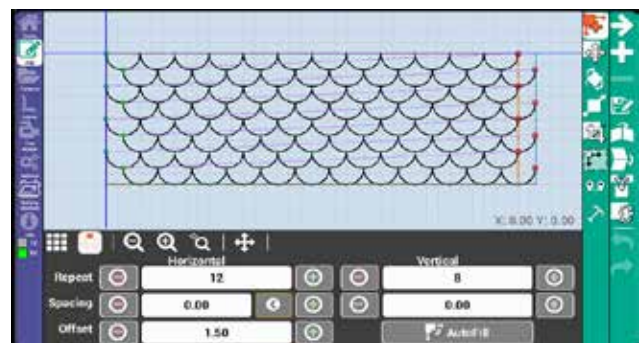 X: 0.00 Y: 0.00
Horizontal Vertical
Repeat 12 8
Spacing 0.00 0.00
Offset 1.50 AutoFill